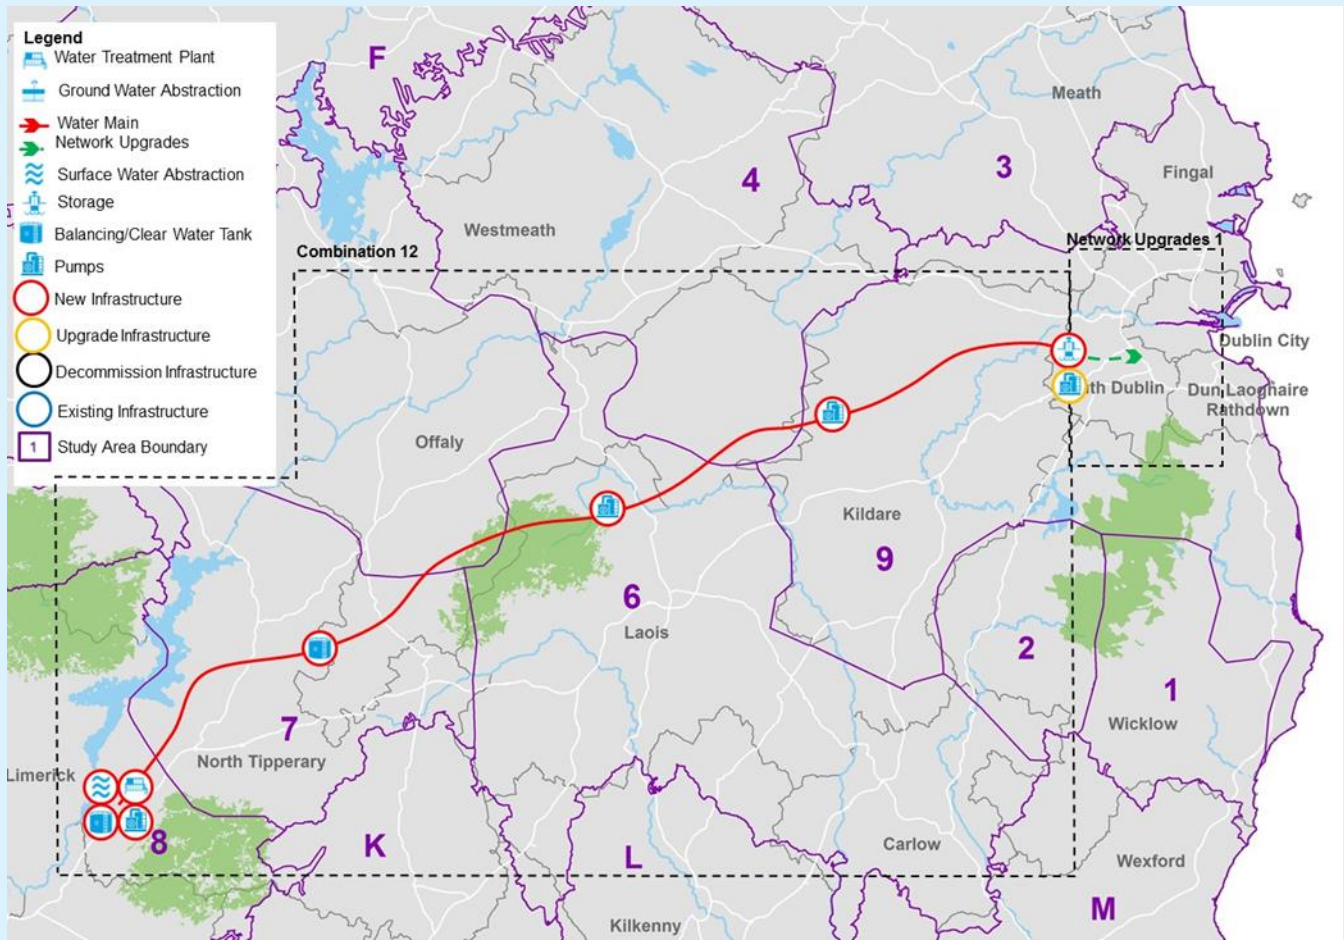 Legend
Water Treatment Plant
Ground Water Abstraction
Water Main
Network Upgrades
Surface Water Abstraction
Storage
Balancing/Clear Water Tank
Pumps
New Infrastructure
Upgrade Infrastructure
Decommission Infrastructure
Existing Infrastructure
1 Study Area Boundary
F
Meath
3
Fingal
4
Westmeath
Combination 12
Network Upgrades 1
Dublin City
th Dublin
Dun Laoghaire
Rathdown
Offaly
Kildare
9
6
Laois
2
1
Wicklow
7
North Tipperary
Limerick
8
K
L
Carlow
Wexford
M
Kilkenny